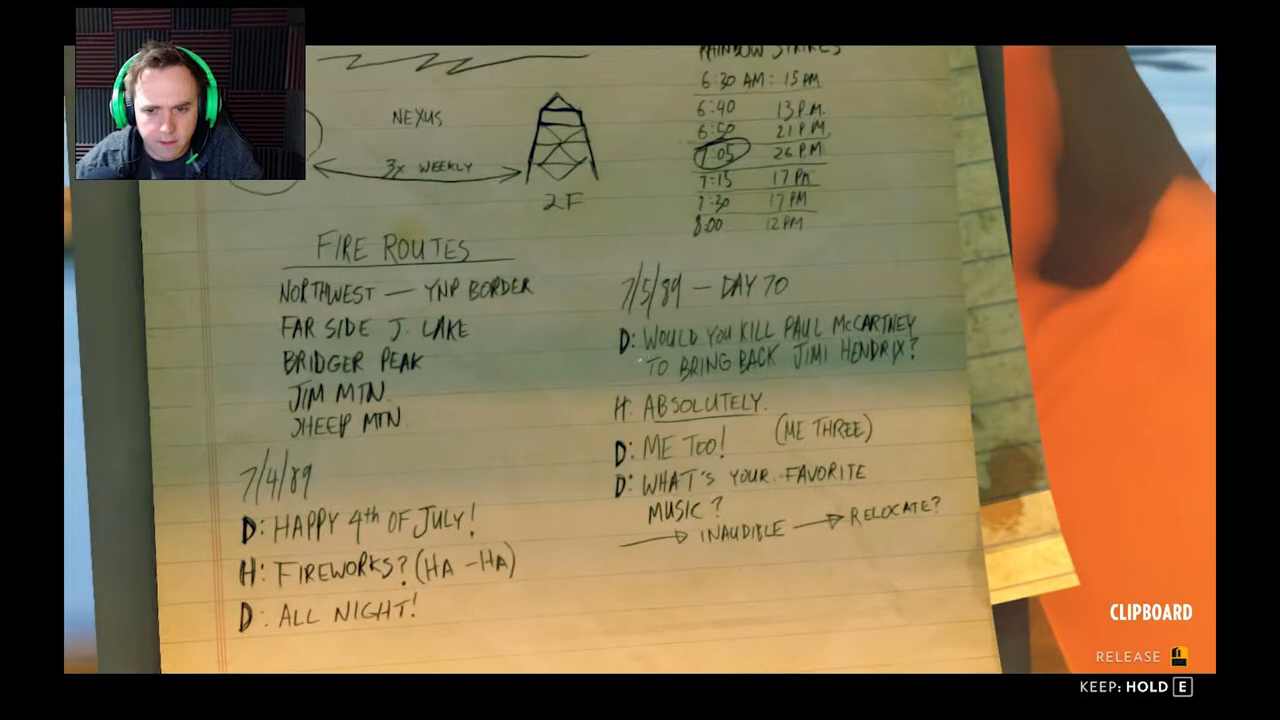 NEXUS
3X WEEKLY
2F
RAINBOW STRIKES
6:30 AM: 15 PM
6:40 13 P.M.
6:50 21 P.M.
7:05 26 P.M
7:15 17 PM
7:30 17 PM
8:00 12 PM
FIRE ROUTES
NORTHWEST — YNP BORDER
FAR SIDE J. LAKE
BRIDGER PEAK
JIM MTN.
SHEEP MTN.
7/4/89
D: HAPPY 4th OF JULY!
H: FIREWORKS? (HA-HA)
D: ALL NIGHT!
7/5/89 — DAY 70
D: WOULD YOU KILL PAUL McCARTNEY
TO BRING BACK JIMI HENDRIX?
H: ABSOLUTELY.
D: ME TOO! (ME THREE)
D: WHAT'S YOUR FAVORITE
MUSIC?
→ INAUDIBLE → RELOCATE?
CLIPBOARD
RELEASE
KEEP: HOLD E